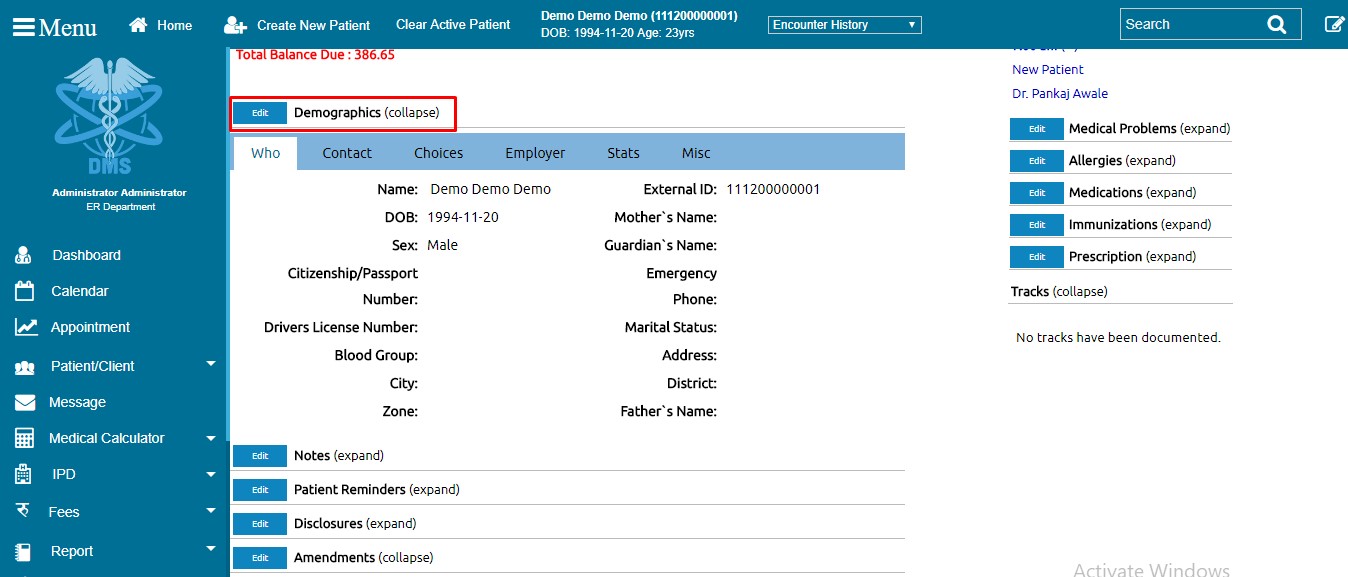 Menu
Home
Create New Patient
Clear Active Patient
Demo Demo Demo (111200000001)
DOB: 1994-11-20 Age: 23yrs
Encounter History
Search
DMS
Administrator Administrator
ER Department
Dashboard
Calendar
Appointment
Patient/Client
Message
Medical Calculator
IPD
Fees
Report
Total Balance Due : 386.65
Edit Demographics (collapse)
Who Contact Choices Employer Stats Misc
Name: Demo Demo Demo External ID: 111200000001
DOB: 1994-11-20 Mother`s Name:
Sex: Male Guardian`s Name:
Citizenship/Passport Emergency
Number: Phone:
Drivers License Number: Marital Status:
Blood Group: Address:
City: District:
Zone: Father`s Name:
Edit Notes (expand)
Edit Patient Reminders (expand)
Edit Disclosures (expand)
Edit Amendments (collapse)
New Patient
Dr. Pankaj Awale
Edit Medical Problems (expand)
Edit Allergies (expand)
Edit Medications (expand)
Edit Immunizations (expand)
Edit Prescription (expand)
Tracks (collapse)
No tracks have been documented.
Activate Windows